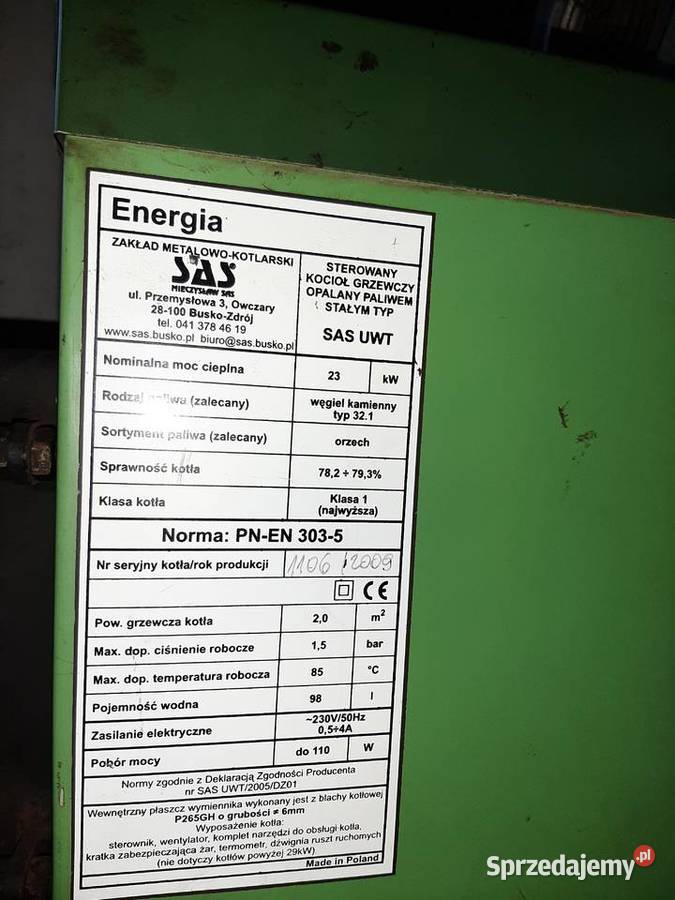 Energia
ZAKŁAD METALOWO-KOTLARSKI
SAS
MIECZYSŁAW SAS
ul. Przemysłowa 3, Owczary
28-100 Busko-Zdrój
tel. 041 378 46 19
www.sas.busko.pl biuro@sas.busko.pl
STEROWANY
KOCIOŁ GRZEWCZY
OPALANY PALIWEM
STAŁYM TYP
SAS UWT
Nominalna moc cieplna 23 kW
Rodzaj paliwa (zalecany) węgiel kamienny
typ 32.1
Sortyment paliwa (zalecany) orzech
Sprawność kotła 78,2 ÷ 79,3%
Klasa kotła Klasa 1
(najwyższa)
Norma: PN-EN 303-5
Nr seryjny kotła/rok produkcji 1106 / 2009
CE
Pow. grzewcza kotła 2,0 m²
Max. dop. ciśnienie robocze 1,5 bar
Max. dop. temperatura robocza 85 °C
Pojemność wodna 98 l
Zasilanie elektryczne ~230V/50Hz
0,5÷4A
Pobór mocy do 110 W
Normy zgodnie z Deklaracją Zgodności Producenta
nr SAS UWT/2005/DZ01
Wewnętrzny płaszcz wymiennika wykonany jest z blachy kotłowej
P265GH o grubości ≠ 6mm
Wyposażenie kotła:
sterownik, wentylator, komplet narzędzi do obsługi kotła,
kratka zabezpieczająca żar, termometr, dźwignia ruszt ruchomych
(nie dotyczy kotłów powyżej 29kW)
Made in Poland
Sprzedajemy.pl